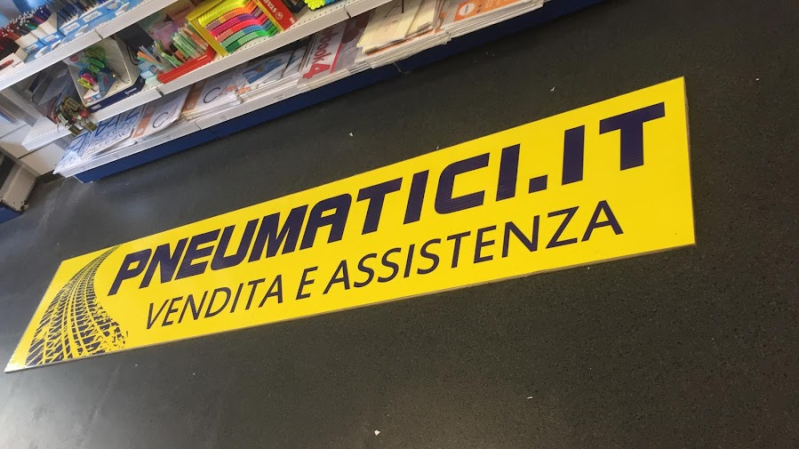 PNEUMATICI.IT
VENDITA E ASSISTENZA